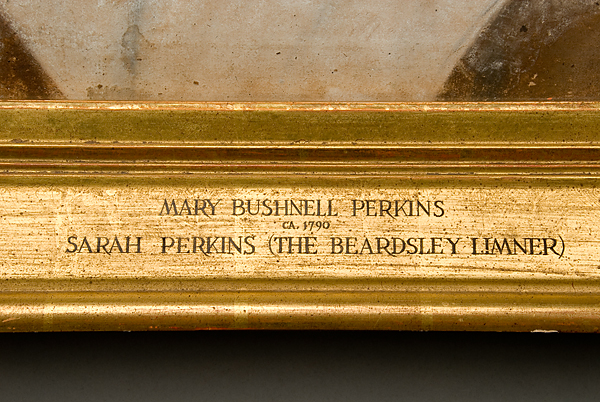 MARY BUSHNELL PERKINS
CA. 1790
SARAH PERKINS (THE BEARDSLEY LIMNER)